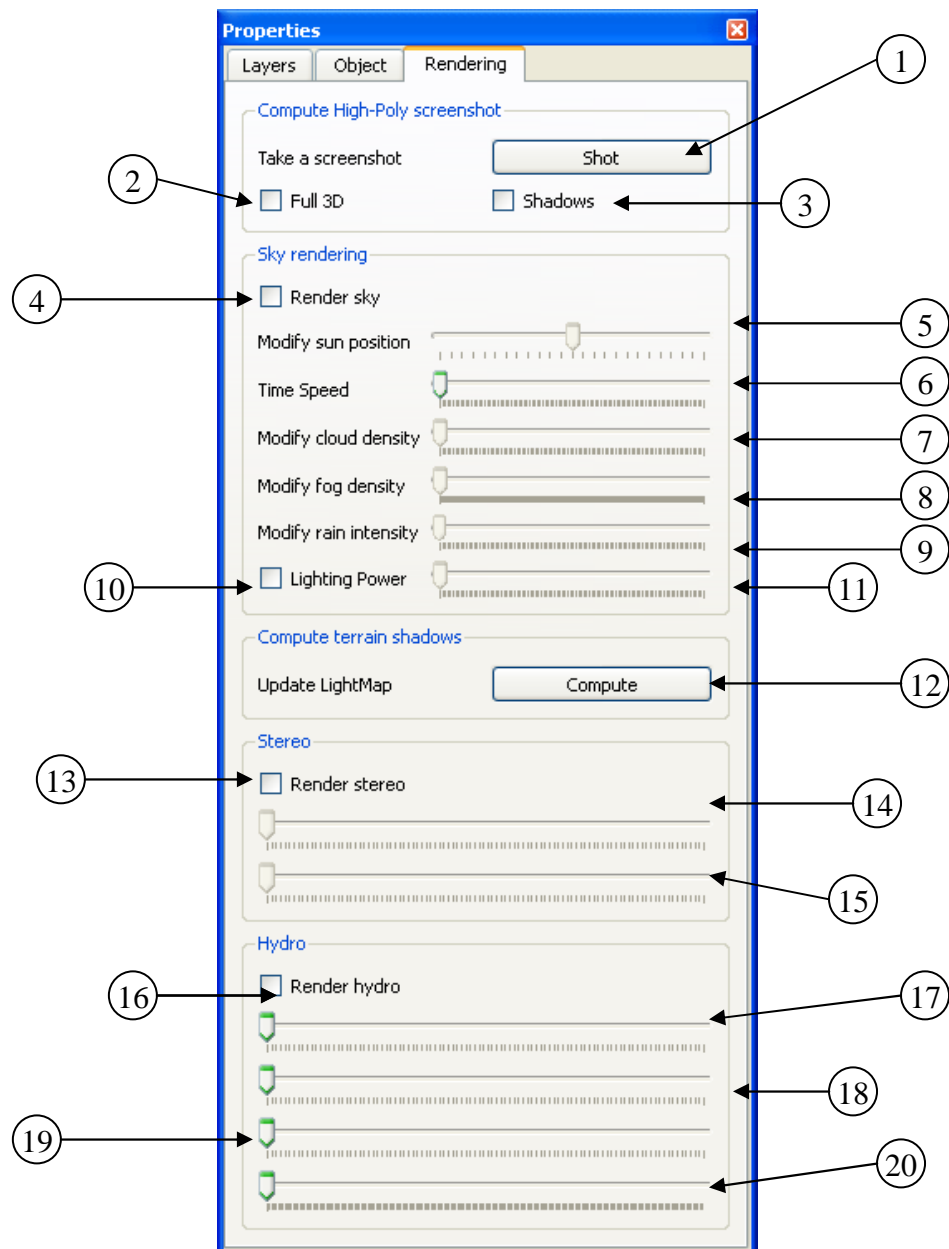 Properties
Layers Object Rendering
1
Compute High-Poly screenshot
Take a screenshot Shot
2
Full 3D Shadows
3
Sky rendering
4
Render sky
5
Modify sun position
6
Time Speed
7
Modify cloud density
8
Modify fog density
9
Modify rain intensity
10
Lighting Power
11
Compute terrain shadows
Update LightMap Compute
12
Stereo
13
Render stereo
14
15
Hydro
16
Render hydro
17
18
19
20